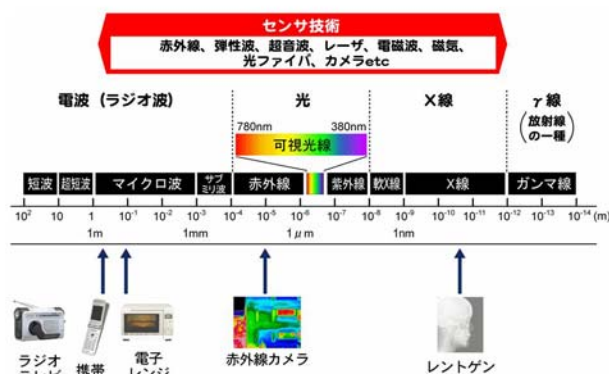 センサ技術
赤外線、弾性波、超音波、レーザ、電磁波、磁気、
光ファイバ、カメラetc
電波（ラジオ波）
光
X線
γ線
（放射線の一種）
780nm
380nm
可視光線
短波
超短波
マイクロ波
サブミリ波
赤外線
紫外線
軟X線
X線
ガンマ線
10² 10 1 10⁻¹ 10⁻² 10⁻³ 10⁻⁴ 10⁻⁵ 10⁻⁶ 10⁻⁷ 10⁻⁸ 10⁻⁹ 10⁻¹⁰ 10⁻¹¹ 10⁻¹² 10⁻¹³ 10⁻¹⁴ (m)
1m 1mm 1μm 1nm
ラジオ
携帯
電子
レンジ
赤外線カメラ
レントゲン